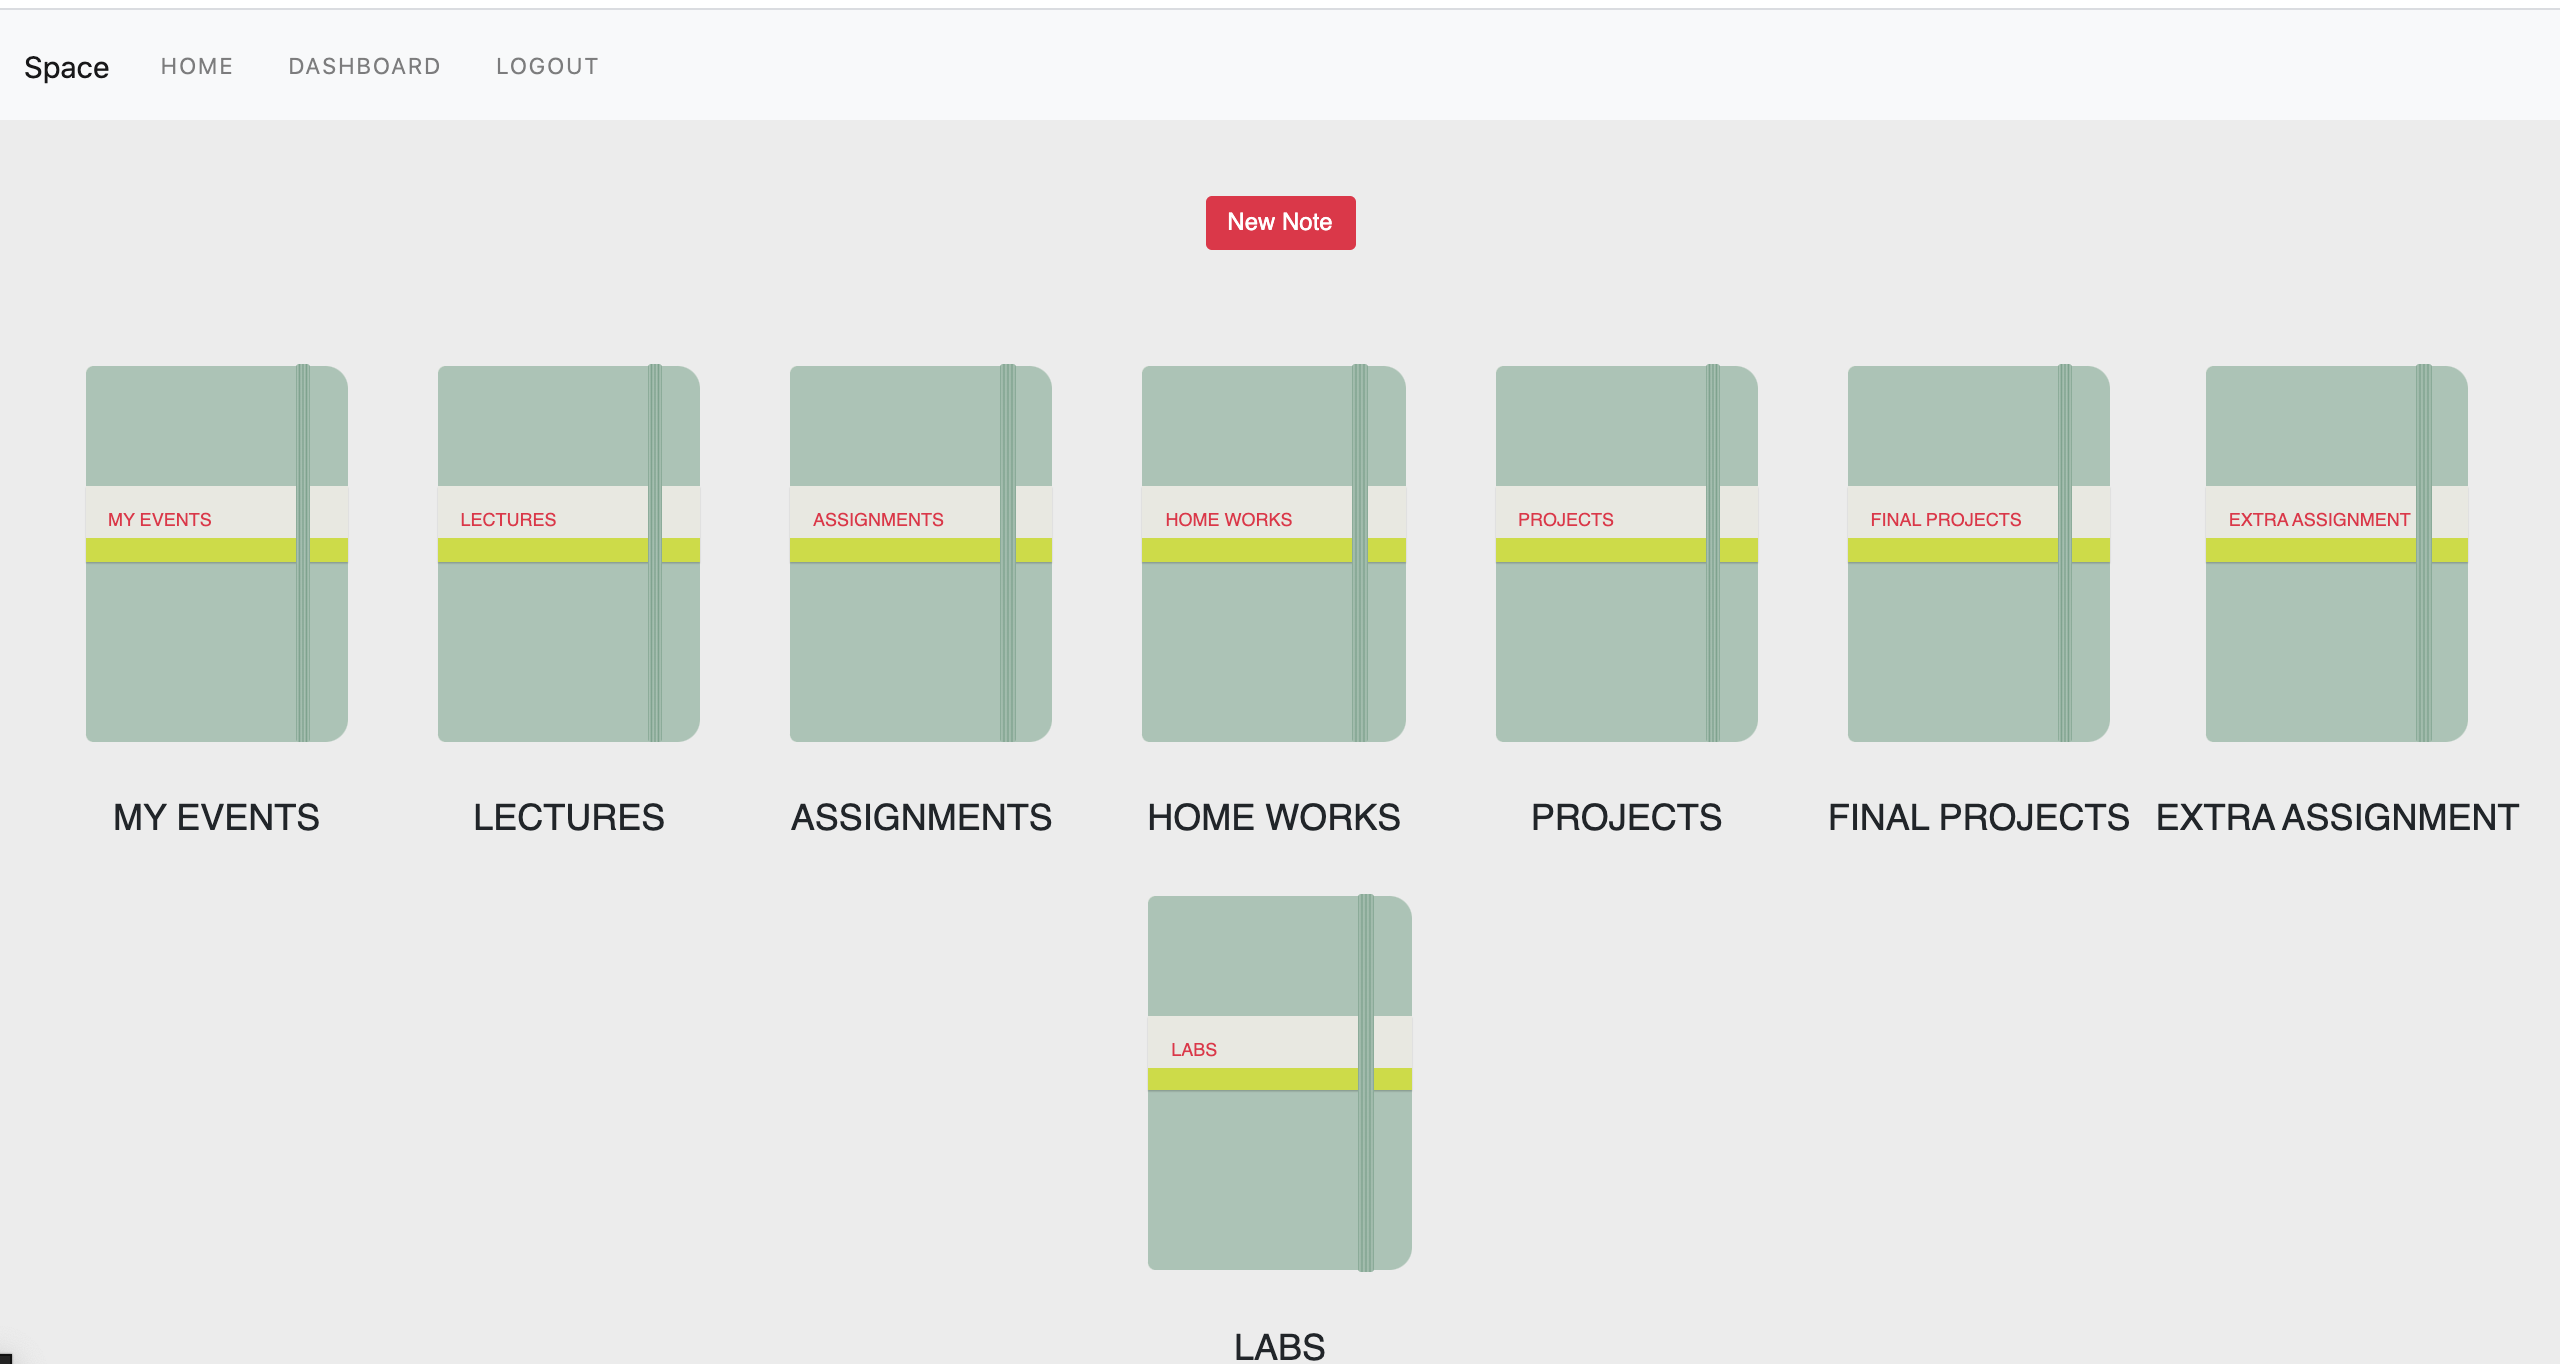 Space HOME DASHBOARD LOGOUT
New Note
MY EVENTS LECTURES ASSIGNMENTS HOME WORKS PROJECTS FINAL PROJECTS EXTRA ASSIGNMENT
MY EVENTS LECTURES ASSIGNMENTS HOME WORKS PROJECTS FINAL PROJECTS EXTRA ASSIGNMENT
LABS
LABS